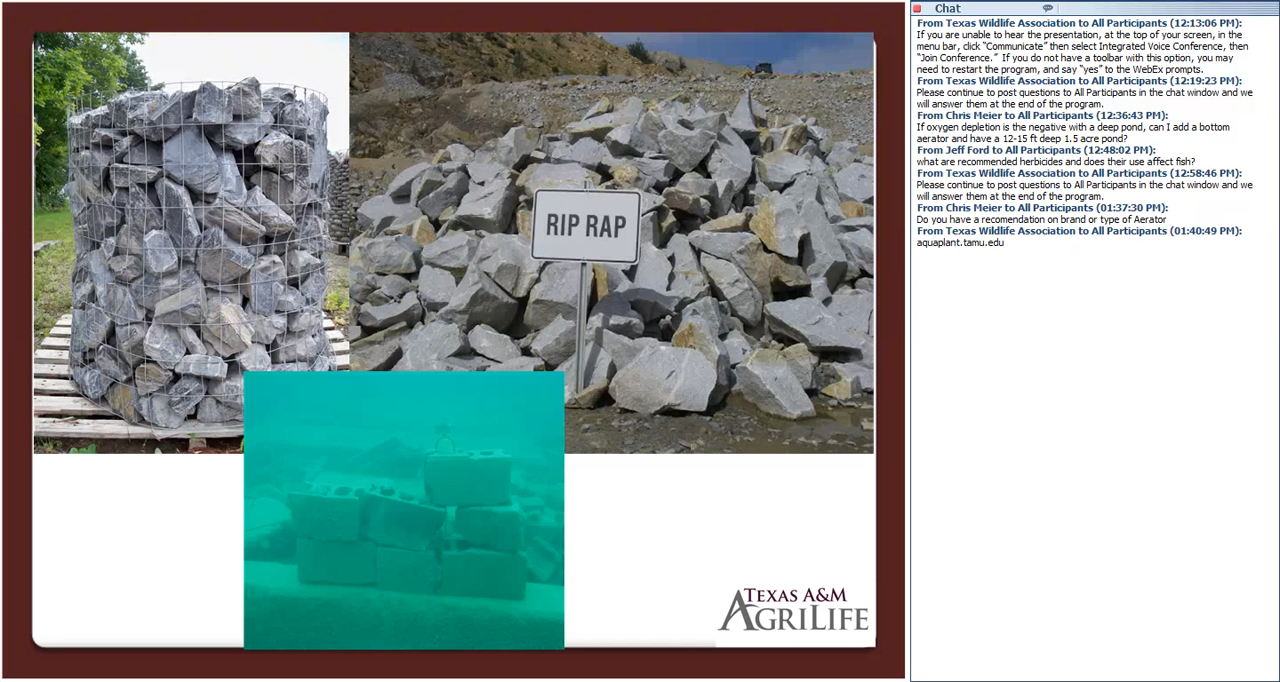 RIP RAP
TEXAS A&M
AGRILIFE
Chat
From Texas Wildlife Association to All Participants (12:13:06 PM):
If you are unable to hear the presentation, at the top of your screen, in the
menu bar, click "Communicate" then select Integrated Voice Conference, then
"Join Conference." If you do not have a toolbar with this option, you may
need to restart the program, and say "yes" to the WebEx prompts.
From Texas Wildlife Association to All Participants (12:19:23 PM):
Please continue to post questions to All Participants in the chat window and we
will answer them at the end of the program.
From Chris Meier to All Participants (12:36:43 PM):
If oxygen depletion is the negative with a deep pond, can I add a bottom
aerator and have a 12-15 ft deep 1.5 acre pond?
From Jeff Ford to All Participants (12:48:02 PM):
what are recommended herbicides and does their use affect fish?
From Texas Wildlife Association to All Participants (12:58:46 PM):
Please continue to post questions to All Participants in the chat window and we
will answer them at the end of the program.
From Chris Meier to All Participants (01:37:30 PM):
Do you have a recomendation on brand or type of Aerator
From Texas Wildlife Association to All Participants (01:40:49 PM):
aquaplant.tamu.edu